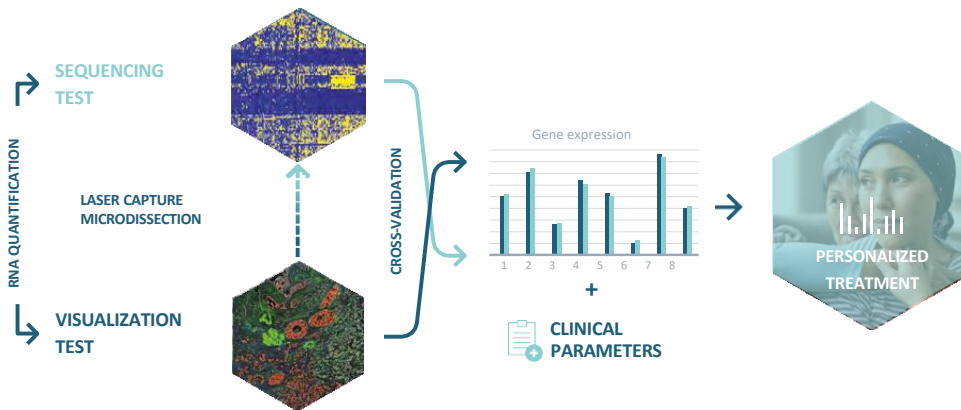 RNA QUANTIFICATION
SEQUENCING
TEST
LASER CAPTURE
MICRODISSECTION
VISUALIZATION
TEST
CROSS-VALIDATION
Gene expression
1 2 3 4 5 6 7 8
+
CLINICAL
PARAMETERS
PERSONALIZED
TREATMENT